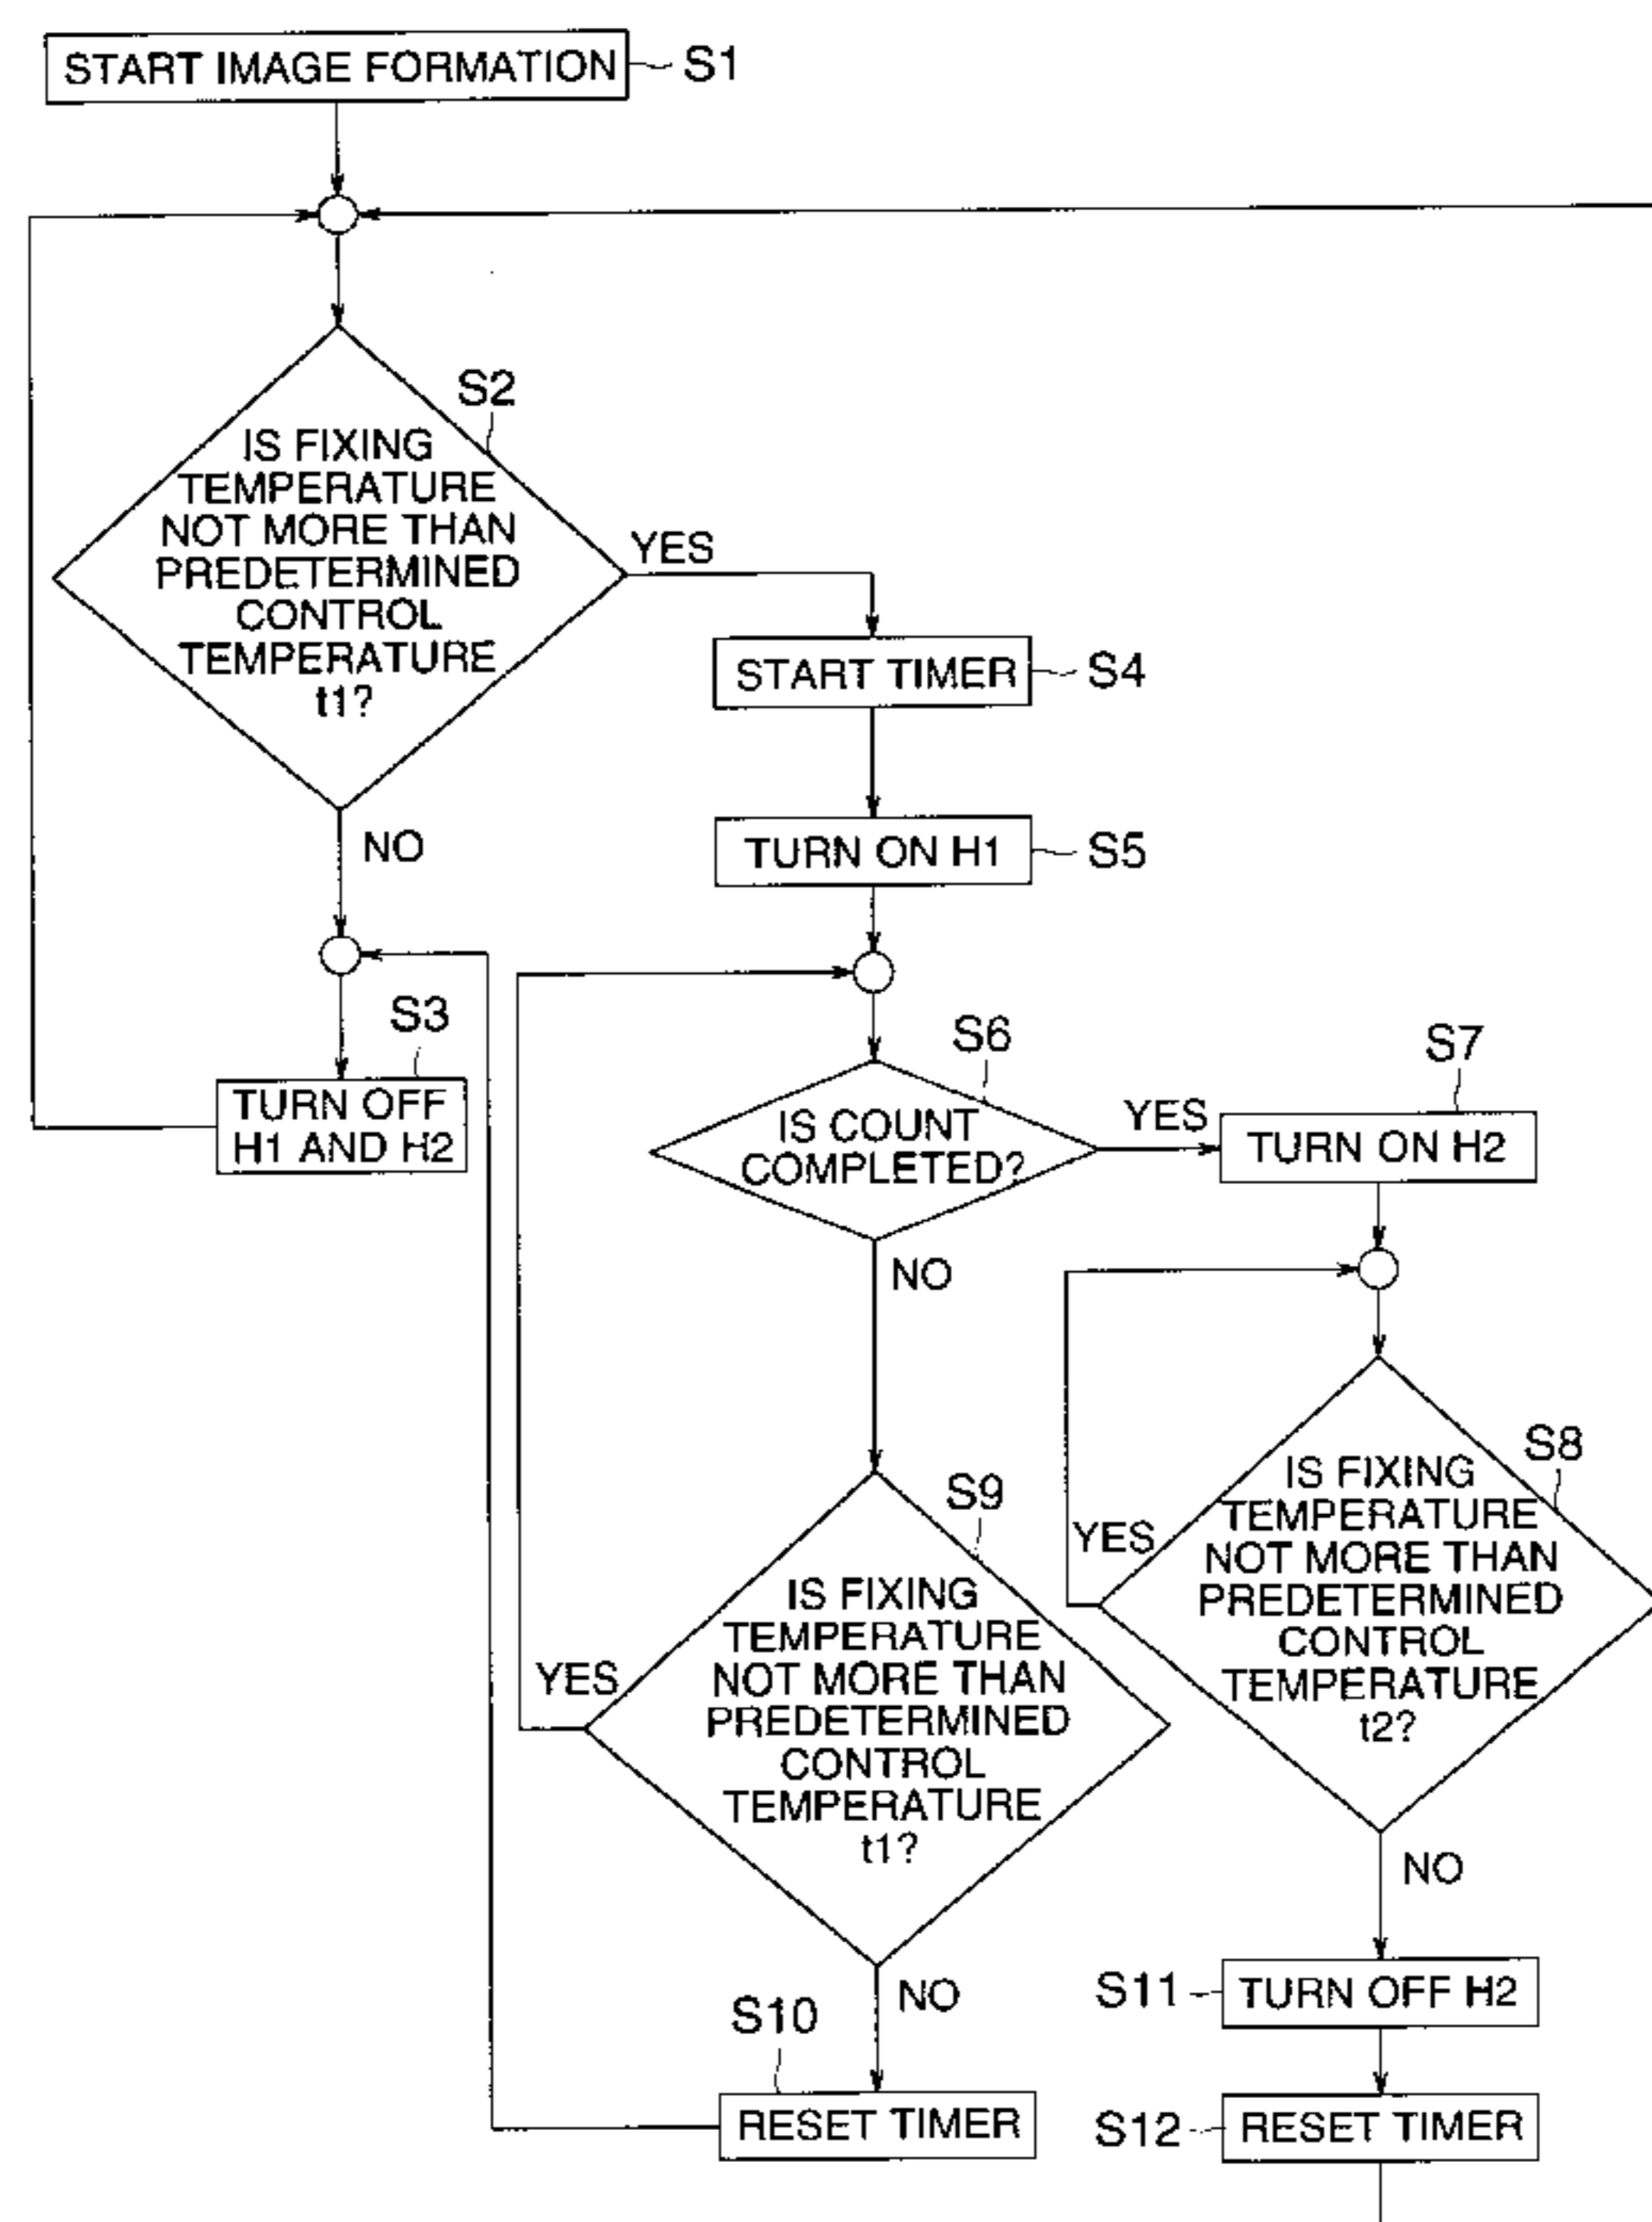 START IMAGE FORMATION
S1
S2
IS FIXING
TEMPERATURE
NOT MORE THAN
PREDETERMINED
CONTROL
TEMPERATURE
t1?
YES
NO
S3
TURN OFF
H1 AND H2
START TIMER
S4
TURN ON H1
S5
S6
IS COUNT
COMPLETED?
YES
NO
S7
TURN ON H2
S8
IS FIXING
TEMPERATURE
NOT MORE THAN
PREDETERMINED
CONTROL
TEMPERATURE
t2?
YES
NO
S9
IS FIXING
TEMPERATURE
NOT MORE THAN
PREDETERMINED
CONTROL
TEMPERATURE
t1?
YES
NO
S10
RESET TIMER
S11
TURN OFF H2
S12
RESET TIMER